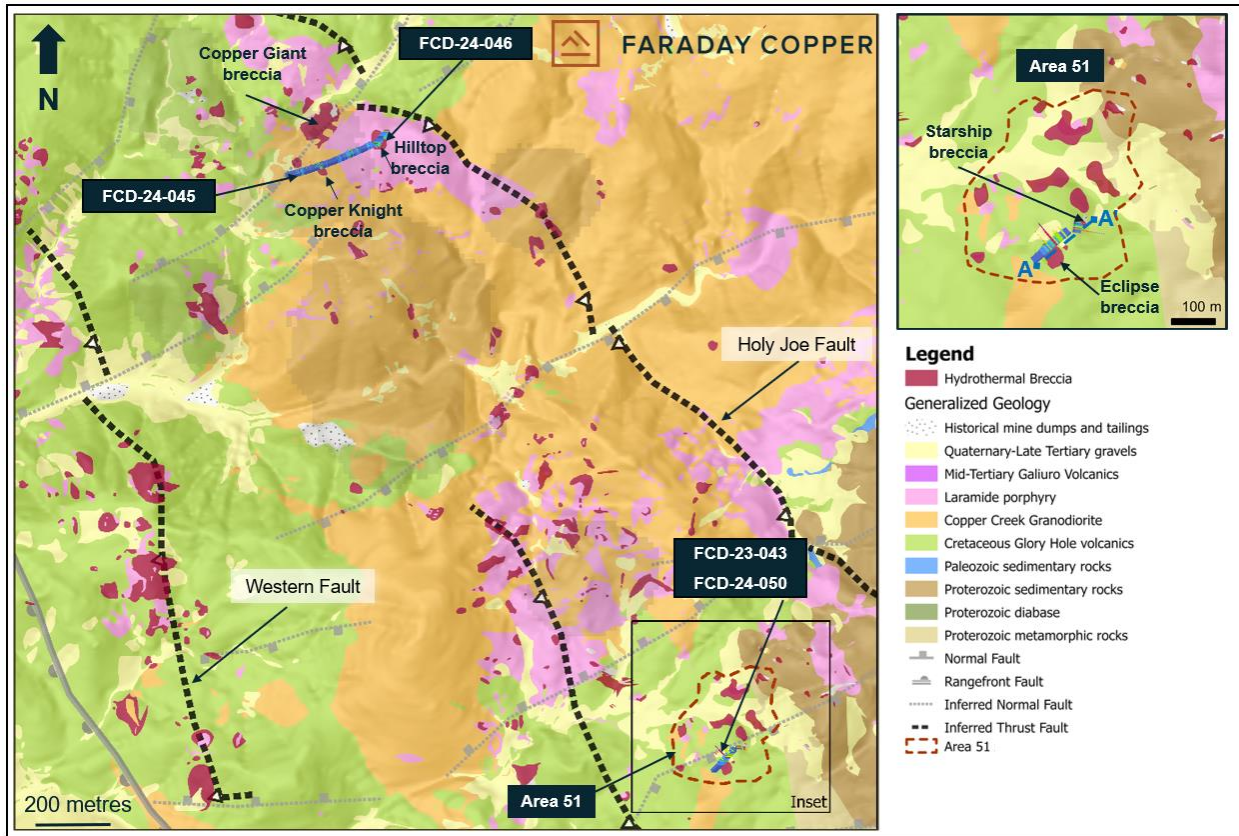 FCD-24-046
FARADAY COPPER
Copper Giant
breccia
N
Hilltop
breccia
FCD-24-045
Copper Knight
breccia
Holy Joe Fault
FCD-23-043
FCD-24-050
Western Fault
Area 51
Inset
200 metres
Area 51
Starship
breccia
A'
A
Eclipse
breccia
100 m
Legend
Hydrothermal Breccia
Generalized Geology
Historical mine dumps and tailings
Quaternary-Late Tertiary gravels
Mid-Tertiary Galiuro Volcanics
Laramide porphyry
Copper Creek Granodiorite
Cretaceous Glory Hole volcanics
Paleozoic sedimentary rocks
Proterozoic sedimentary rocks
Proterozoic diabase
Proterozoic metamorphic rocks
Normal Fault
Rangefront Fault
Inferred Normal Fault
Inferred Thrust Fault
Area 51